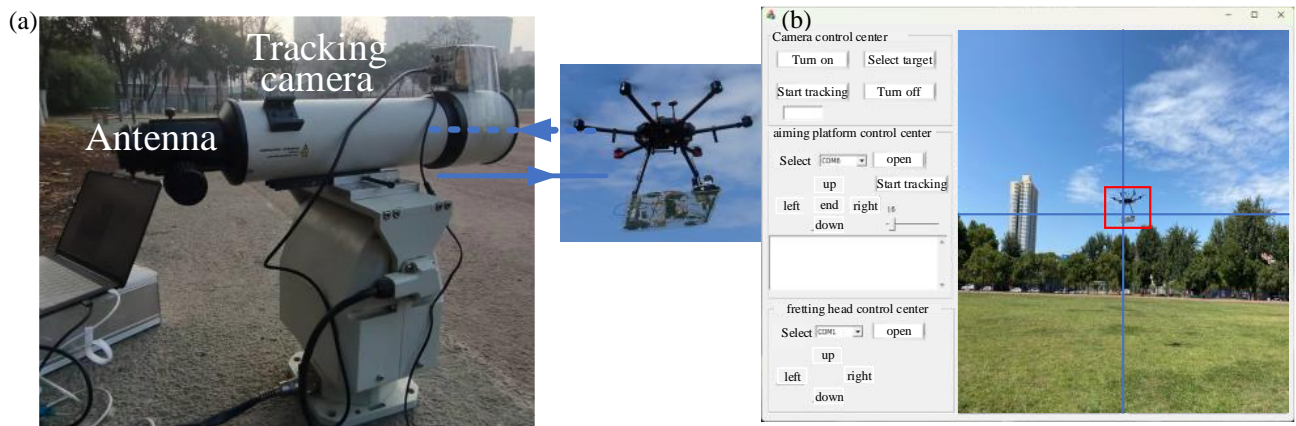 (a)
Tracking
camera
Antenna
(b)
Camera control center
Turn on
Select target
Start tracking
Turn off
aiming platform control center
Select
COM6
open
up
Start tracking
left
end
right
16
down
fretting head control center
Select
COM1
open
up
left
right
down